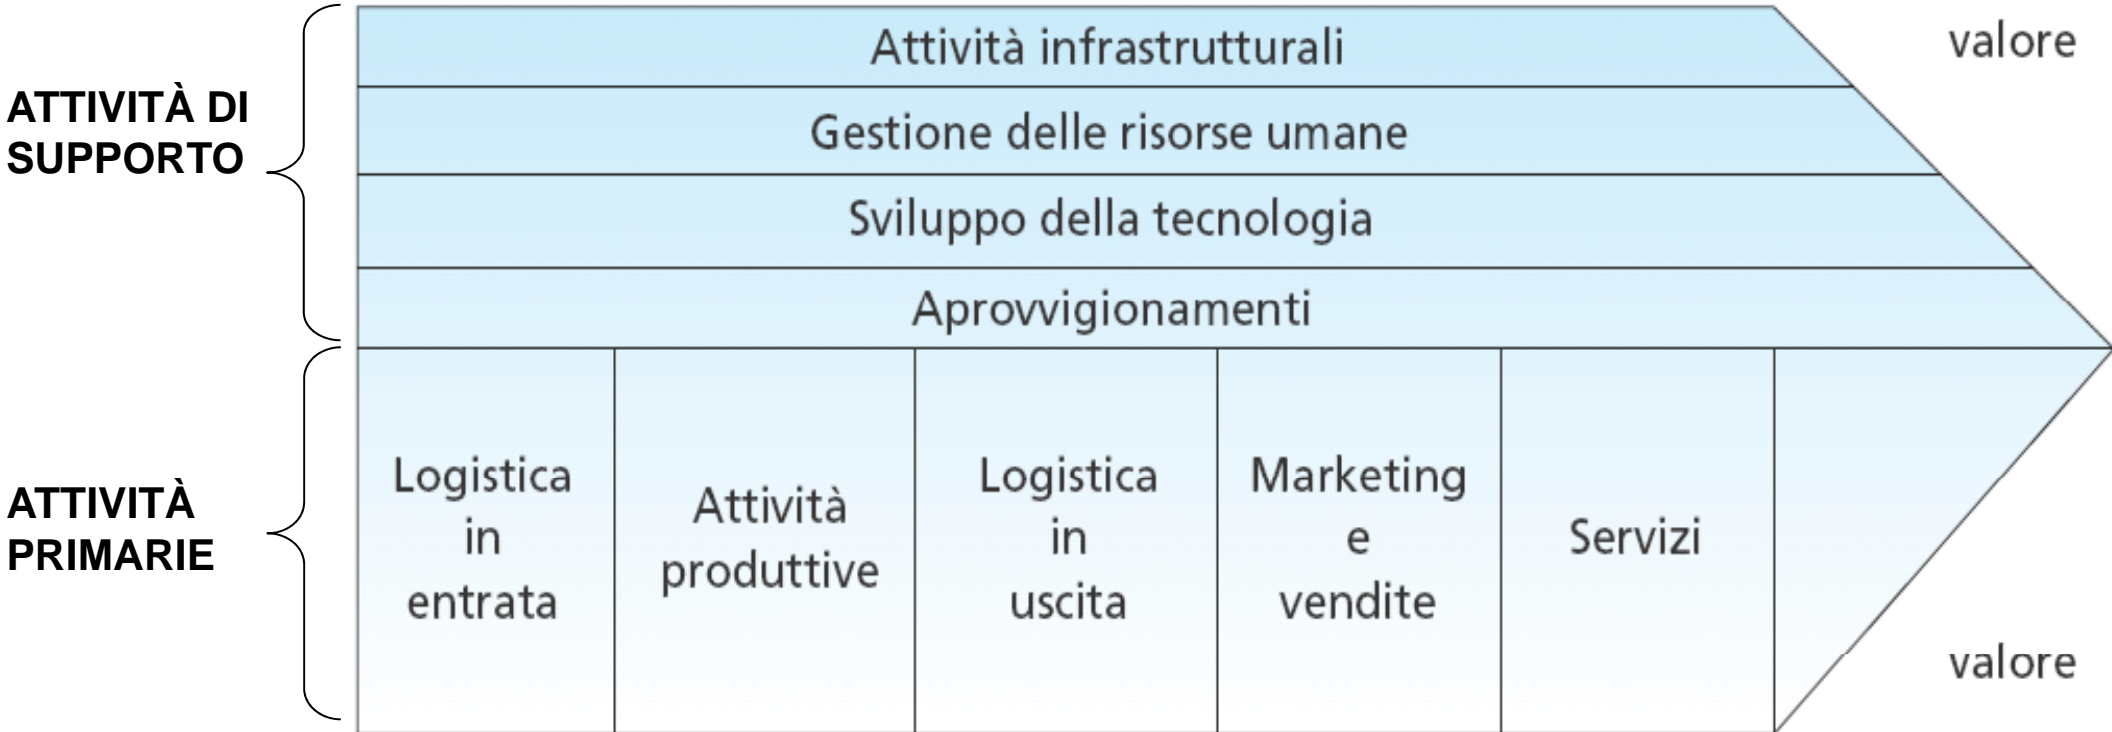 Attività infrastrutturali
valore
ATTIVITÀ DI
SUPPORTO
Gestione delle risorse umane
Sviluppo della tecnologia
Aprovvigionamenti
ATTIVITÀ
PRIMARIE
Logistica
in
entrata
Attività
produttive
Logistica
in
uscita
Marketing
e
vendite
Servizi
valore